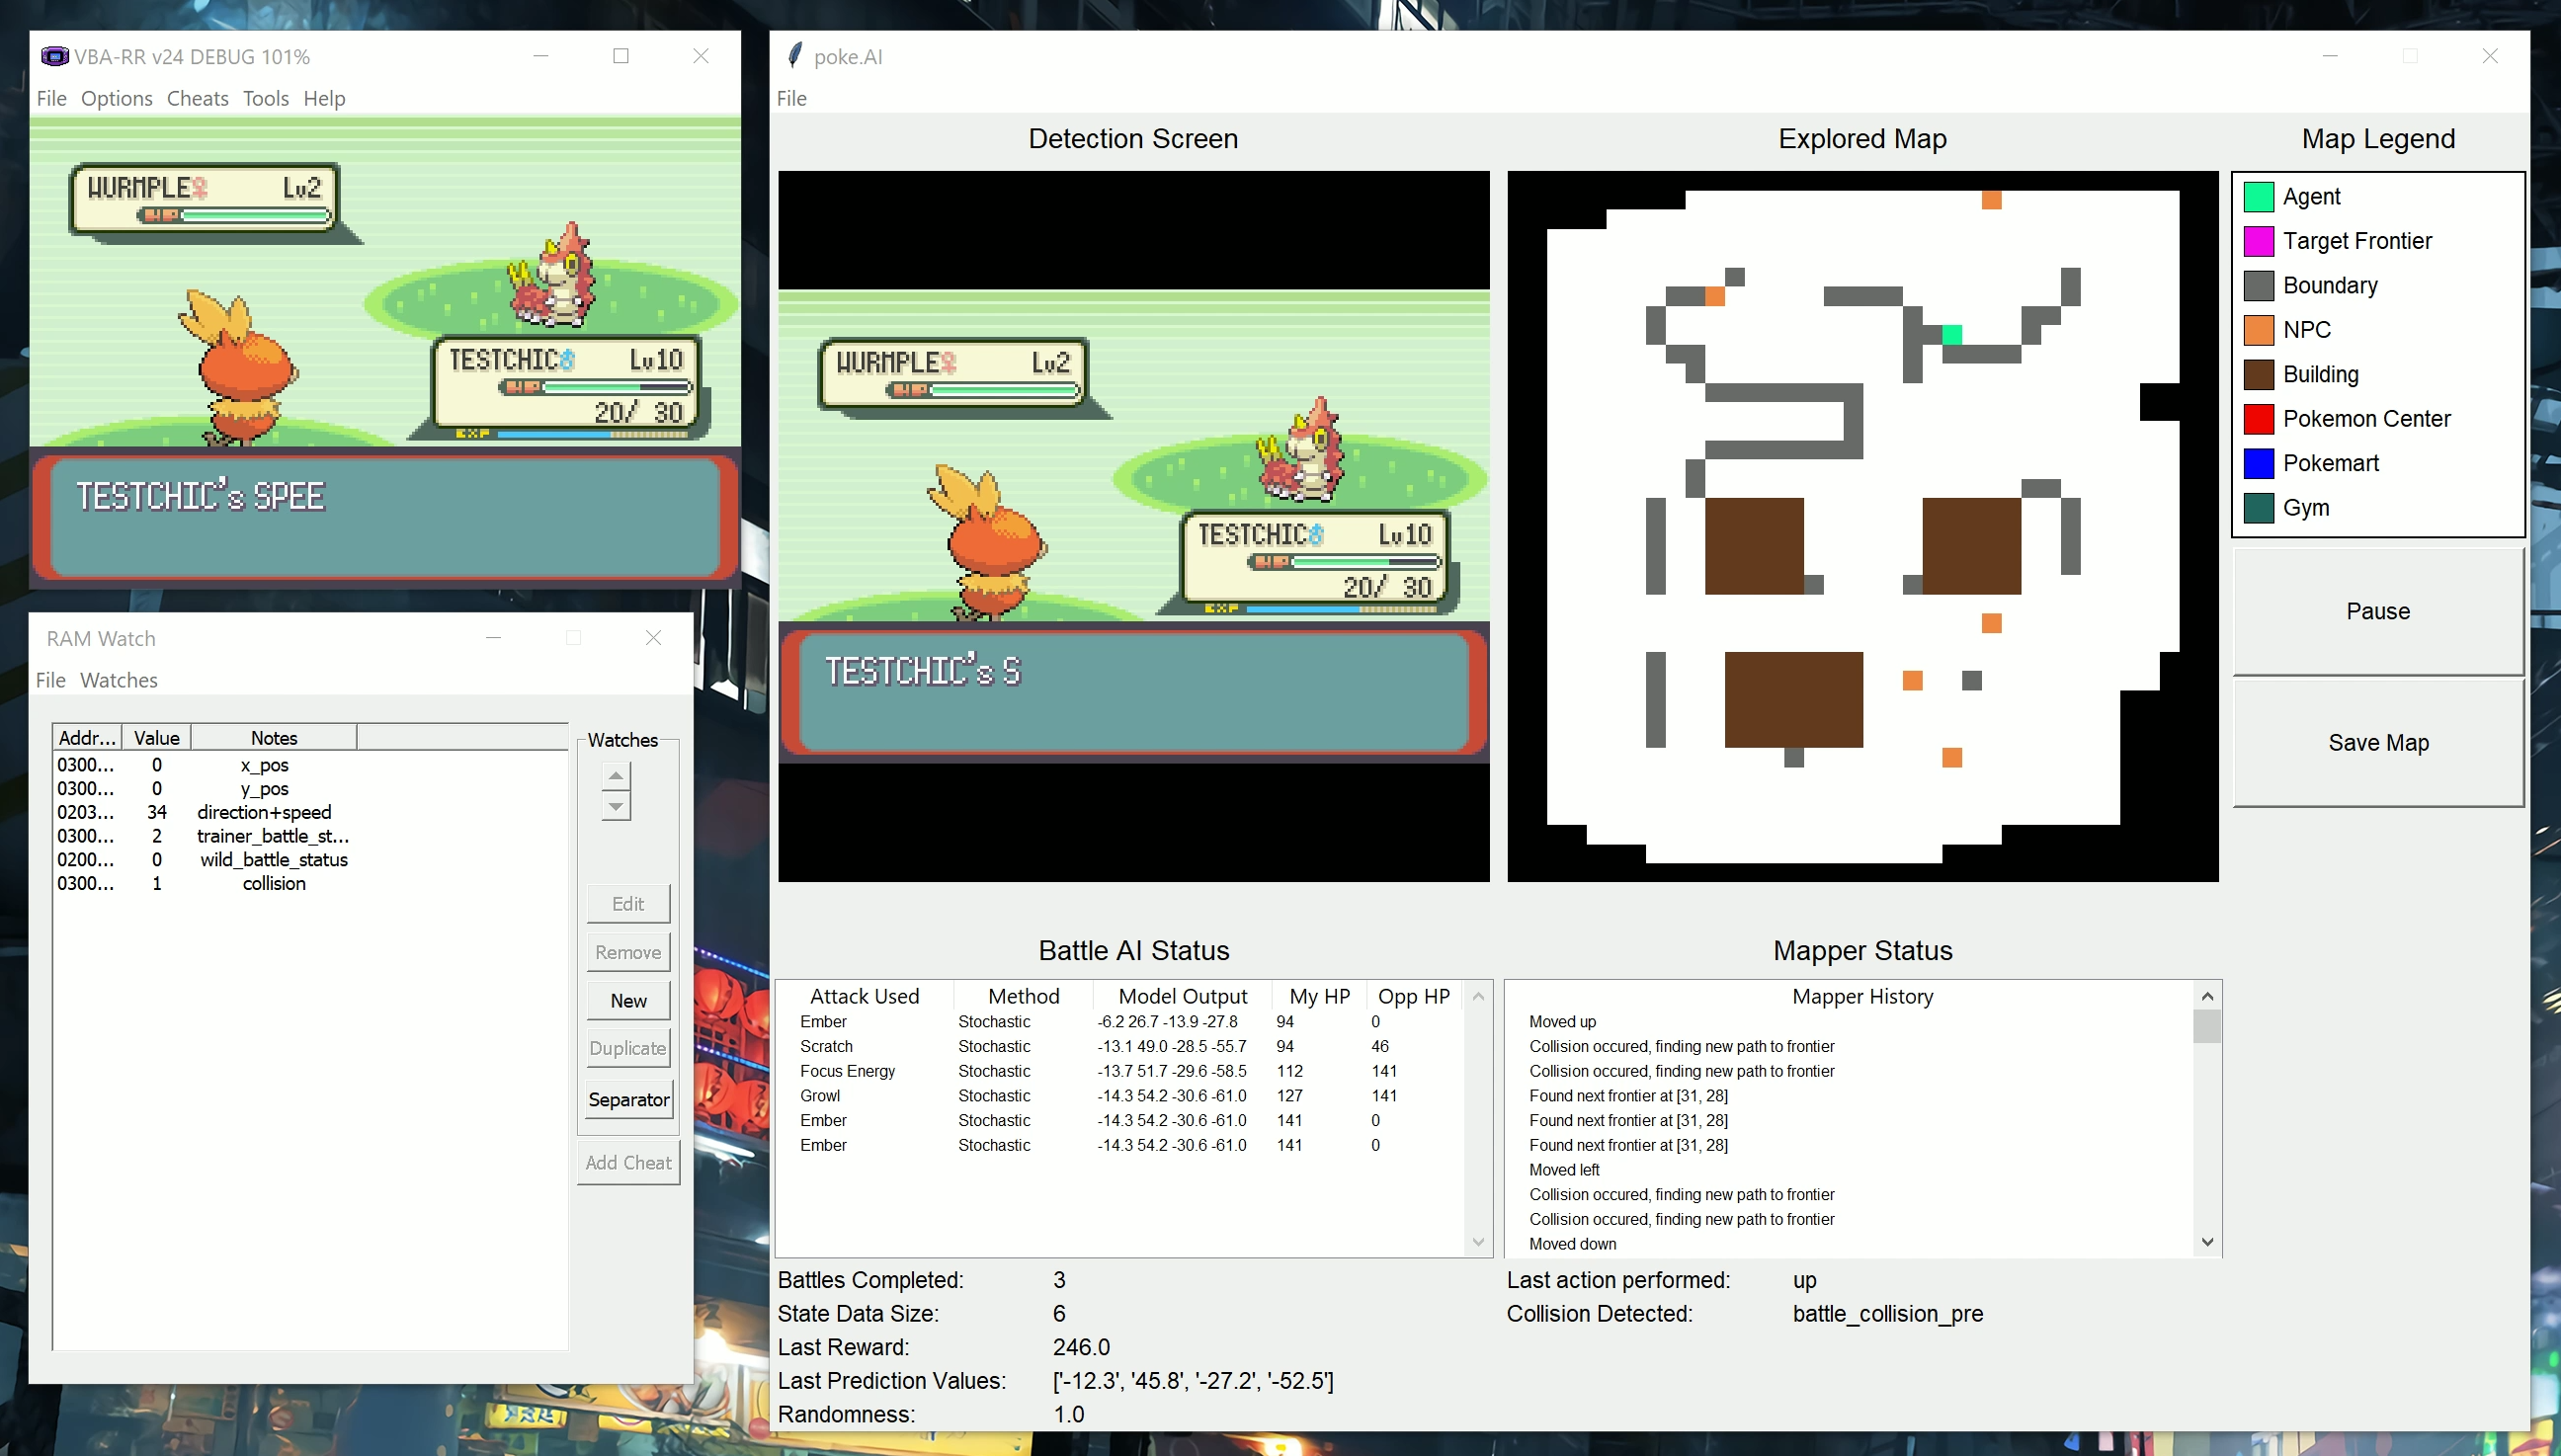 VBA-RR v24 DEBUG 101%
File Options Cheats Tools Help
WURMPLE♀ Lv2
TESTCHIC♂ Lv10
20/ 30
EXP
TESTCHIC's SPEE
RAM Watch
File Watches
Addr... Value Notes
0300... 0 x_pos
0300... 0 y_pos
0203... 34 direction+speed
0300... 2 trainer_battle_st...
0200... 0 wild_battle_status
0300... 1 collision
Watches
Edit
Remove
New
Duplicate
Separator
Add Cheat
poke.AI
File
Detection Screen
WURMPLE♀ Lv2
TESTCHIC♂ Lv10
20/ 30
EXP
TESTCHIC's S
Explored Map
Map Legend
Agent
Target Frontier
Boundary
NPC
Building
Pokemon Center
Pokemart
Gym
Pause
Save Map
Battle AI Status
Attack Used Method Model Output My HP Opp HP
Ember Stochastic -6.2 26.7 -13.9 -27.8 94 0
Scratch Stochastic -13.1 49.0 -28.5 -55.7 94 46
Focus Energy Stochastic -13.7 51.7 -29.6 -58.5 112 141
Growl Stochastic -14.3 54.2 -30.6 -61.0 127 141
Ember Stochastic -14.3 54.2 -30.6 -61.0 141 0
Ember Stochastic -14.3 54.2 -30.6 -61.0 141 0
Battles Completed: 3
State Data Size: 6
Last Reward: 246.0
Last Prediction Values: ['-12.3', '45.8', '-27.2', '-52.5']
Randomness: 1.0
Mapper Status
Mapper History
Moved up
Collision occured, finding new path to frontier
Collision occured, finding new path to frontier
Found next frontier at [31, 28]
Found next frontier at [31, 28]
Found next frontier at [31, 28]
Moved left
Collision occured, finding new path to frontier
Collision occured, finding new path to frontier
Moved down
Last action performed: up
Collision Detected: battle_collision_pre